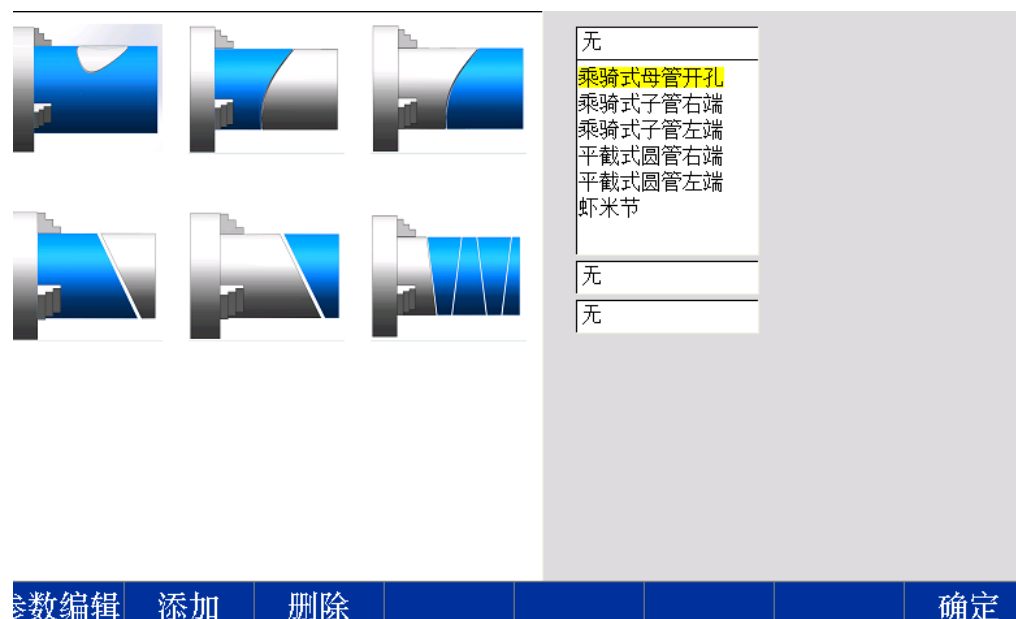 无
乘骑式母管开孔
乘骑式子管右端
乘骑式子管左端
平截式圆管右端
平截式圆管左端
虾米节
无
无
参数编辑 添加 删除 确定